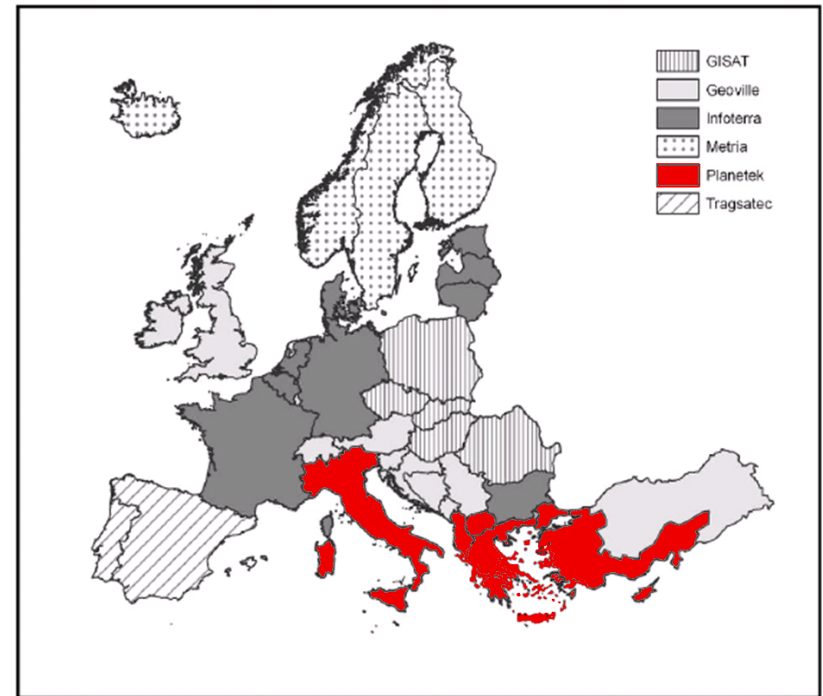 GISAT
Geoville
Infoterra
Metria
Planetek
Tragsatec